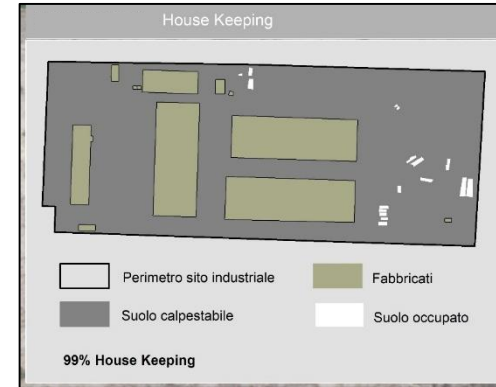 House Keeping
Perimetro sito industriale
Fabbricati
Suolo calpestabile
Suolo occupato
99% House Keeping